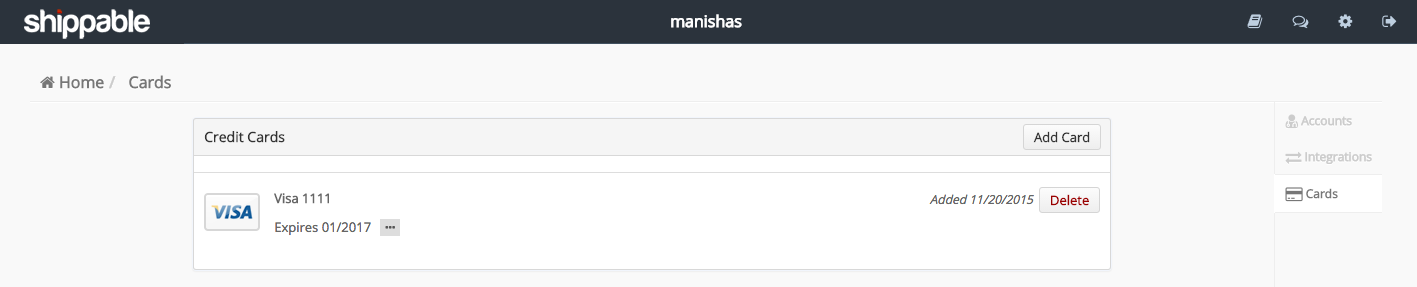 shippable
manishas
Home / Cards
Credit Cards
Add Card
VISA
Visa 1111
Expires 01/2017
Added 11/20/2015
Delete
Accounts
Integrations
Cards